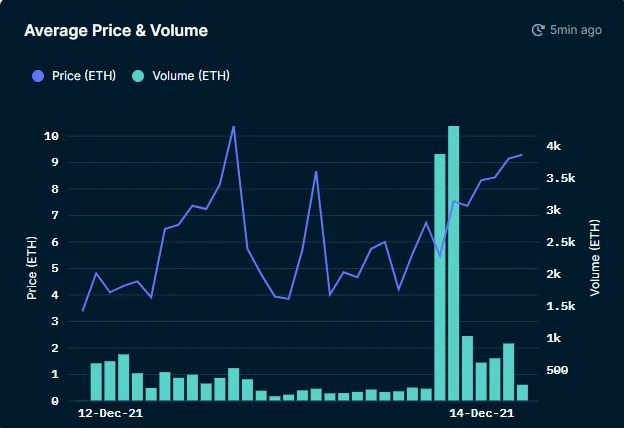 Average Price & Volume
5min ago
Price (ETH) Volume (ETH)
10
9
8
7
6
5
4
3
2
1
0
Price (ETH)
4k
3.5k
3k
2.5k
2k
1.5k
1k
500
Volume (ETH)
12-Dec-21 14-Dec-21